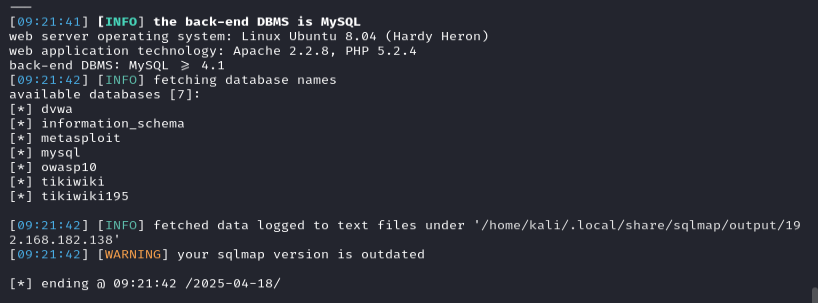 [09:21:41] [INFO] the back-end DBMS is MySQL
web server operating system: Linux Ubuntu 8.04 (Hardy Heron)
web application technology: Apache 2.2.8, PHP 5.2.4
back-end DBMS: MySQL ≥ 4.1
[09:21:42] [INFO] fetching database names
available databases [7]:
[*] dvwa
[*] information_schema
[*] metasploit
[*] mysql
[*] owasp10
[*] tikiwiki
[*] tikiwiki195
[09:21:42] [INFO] fetched data logged to text files under '/home/kali/.local/share/sqlmap/output/19
2.168.182.138'
[09:21:42] [WARNING] your sqlmap version is outdated
[*] ending @ 09:21:42 /2025-04-18/